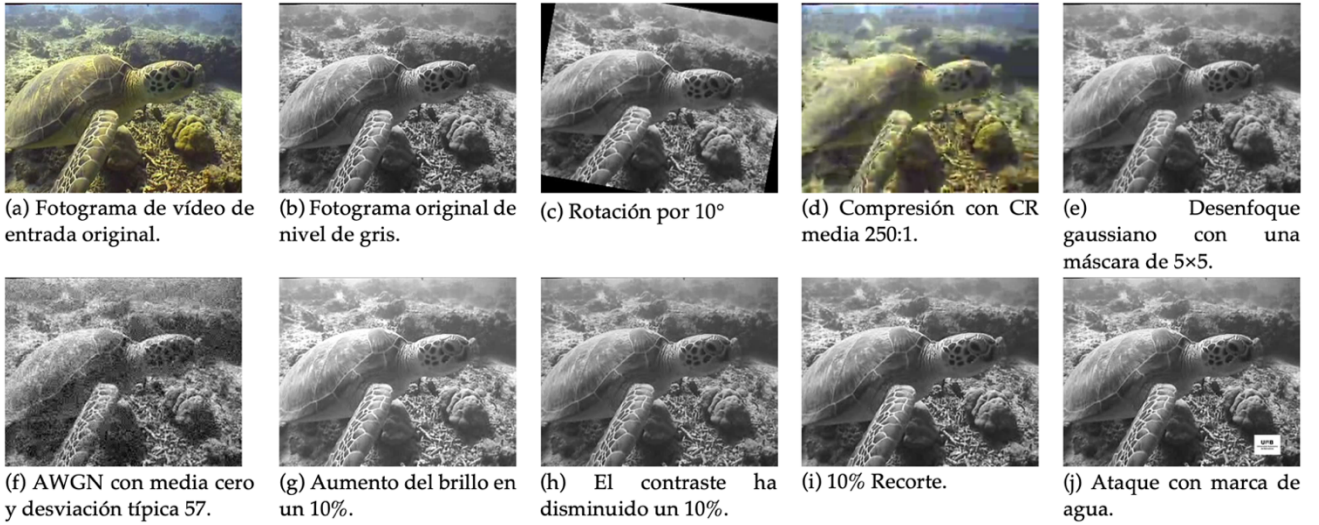 (a) Fotograma de vídeo de
entrada original.
(b) Fotograma original de
nivel de gris.
(c) Rotación por 10°
(d) Compresión con CR
media 250:1.
(e) Desenfoque
gaussiano con una
máscara de 5×5.
(f) AWGN con media cero
y desviación típica 57.
(g) Aumento del brillo en
un 10%.
(h) El contraste ha
disminuido un 10%.
(i) 10% Recorte.
(j) Ataque con marca de
agua.